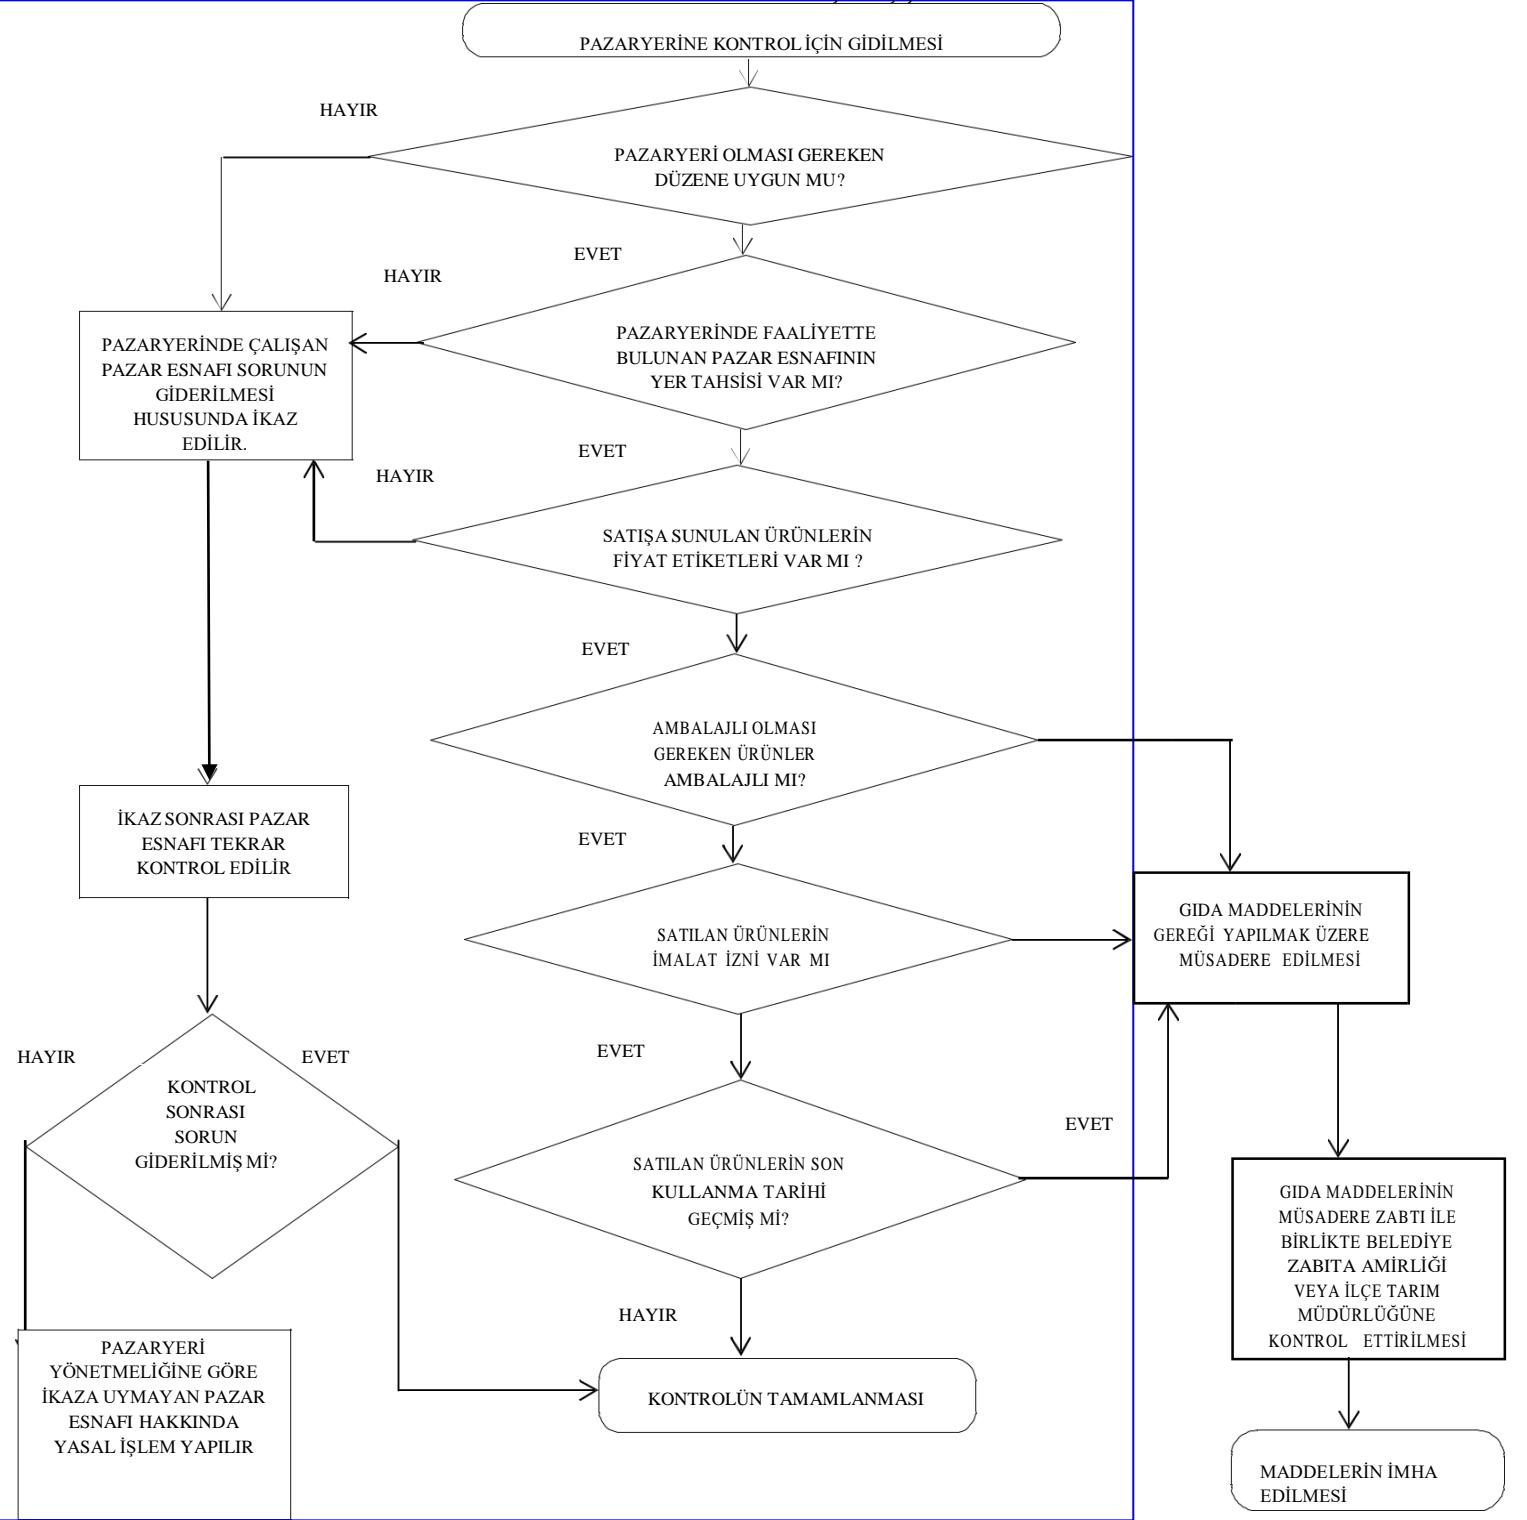 PAZARYERİNE KONTROL İÇİN GİDİLMESİ
HAYIR
PAZARYERİ OLMASI GEREKEN
DÜZENE UYGUN MU?
EVET
HAYIR
PAZARYERİNDE FAALİYETTE
BULUNAN PAZAR ESNAFININ
YER TAHSİSİ VAR MI?
PAZARYERİNDE ÇALIŞAN
PAZAR ESNAFI SORUNUN
GİDERİLMESİ
HUSUSUNDA İKAZ
EDİLİR.
EVET
HAYIR
SATIŞA SUNULAN ÜRÜNLERİN
FİYAT ETİKETLERİ VAR MI ?
EVET
AMBALAJLI OLMASI
GEREKEN ÜRÜNLER
AMBALAJLI MI?
İKAZ SONRASI PAZAR
ESNAFI TEKRAR
KONTROL EDİLİR
EVET
SATILAN ÜRÜNLERİN
İMALAT İZNİ VAR MI
GIDA MADDELERİNİN
GEREĞİ YAPILMAK ÜZERE
MÜSADERE EDİLMESİ
HAYIR
EVET
KONTROL
SONRASI
SORUN
GİDERİLMİŞ Mİ?
EVET
EVET
SATILAN ÜRÜNLERİN SON
KULLANMA TARİHİ
GEÇMİŞ Mİ?
GIDA MADDELERİNİN
MÜSADERE ZABTI İLE
BİRLİKTE BELEDİYE
ZABITA AMİRLİĞİ
VEYA İLÇE TARIM
MÜDÜRLÜĞÜNE
KONTROL ETTİRİLMESİ
HAYIR
PAZARYERİ
YÖNETMELİĞİNE GÖRE
İKAZA UYMAYAN PAZAR
ESNAFI HAKKINDA
YASAL İŞLEM YAPILIR
KONTROLÜN TAMAMLANMASI
MADDELERİN İMHA
EDİLMESİ